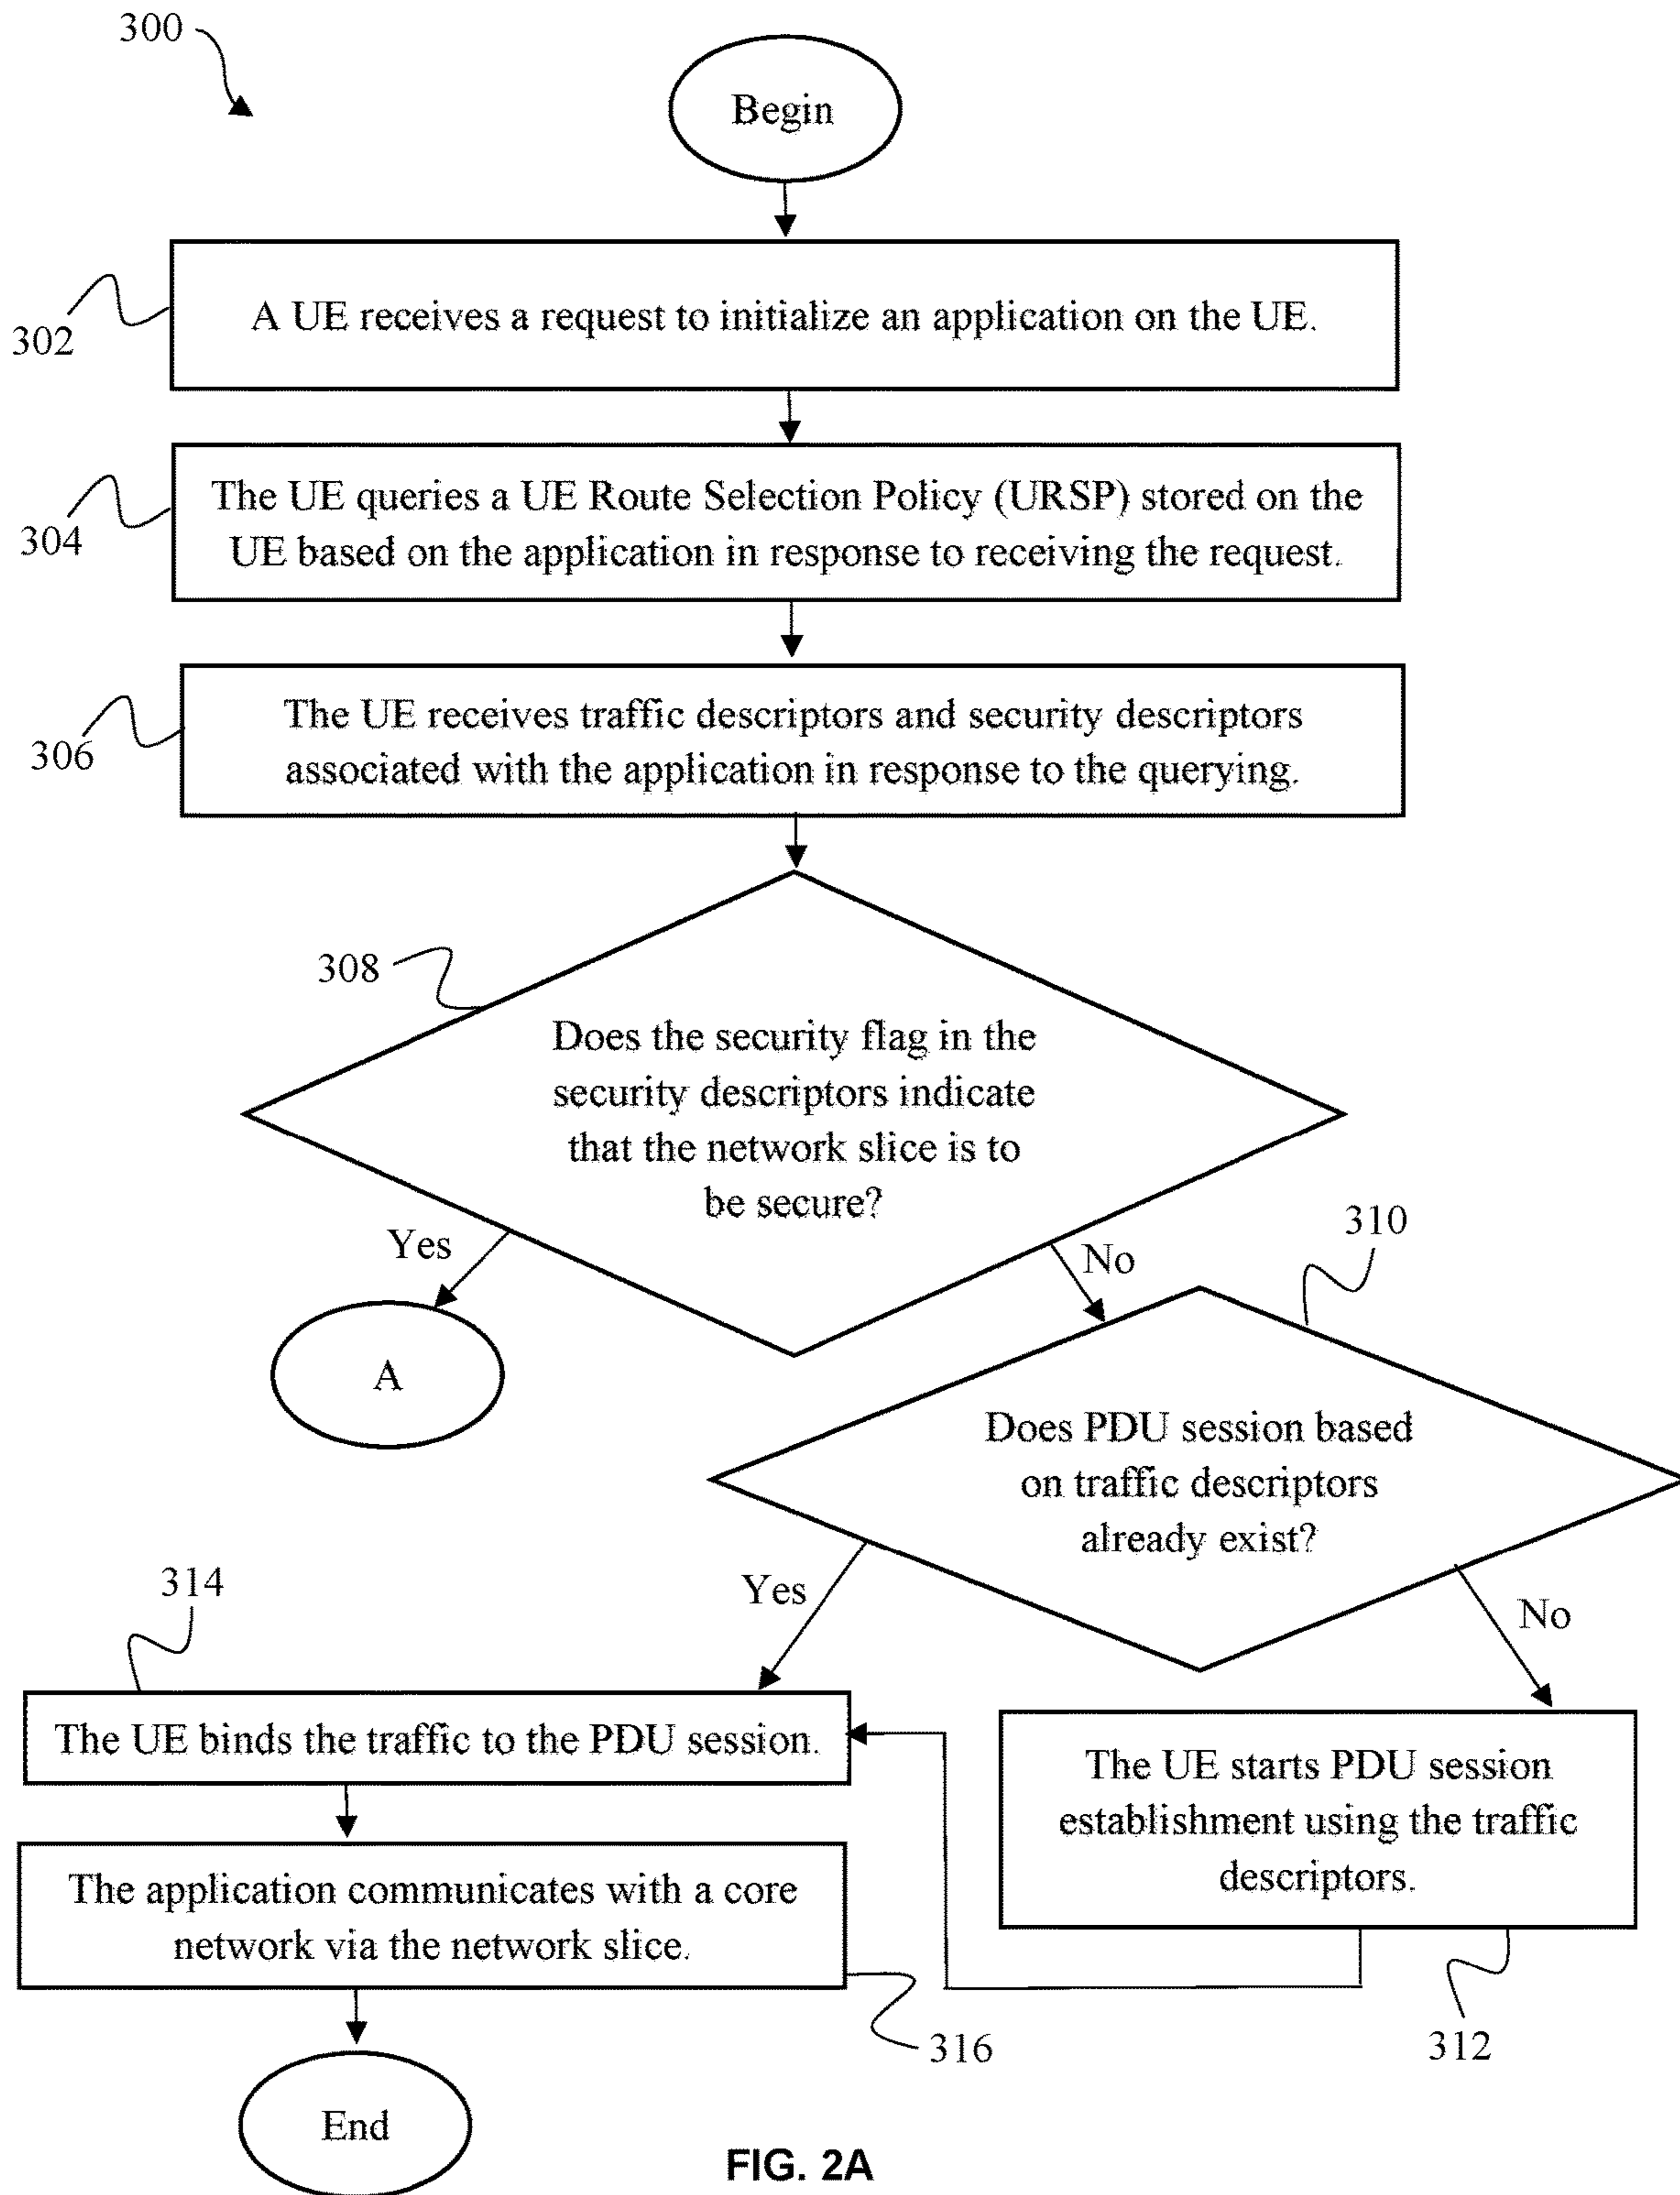 300
Begin
302
A UE receives a request to initialize an application on the UE.
304
The UE queries a UE Route Selection Policy (URSP) stored on the
UE based on the application in response to receiving the request.
306
The UE receives traffic descriptors and security descriptors
associated with the application in response to the querying.
308
Does the security flag in the
security descriptors indicate
that the network slice is to
be secure?
Yes
No
310
A
Does PDU session based
on traffic descriptors
already exist?
Yes
No
314
The UE binds the traffic to the PDU session.
The UE starts PDU session
establishment using the traffic
descriptors.
312
The application communicates with a core
network via the network slice.
316
End
FIG. 2A